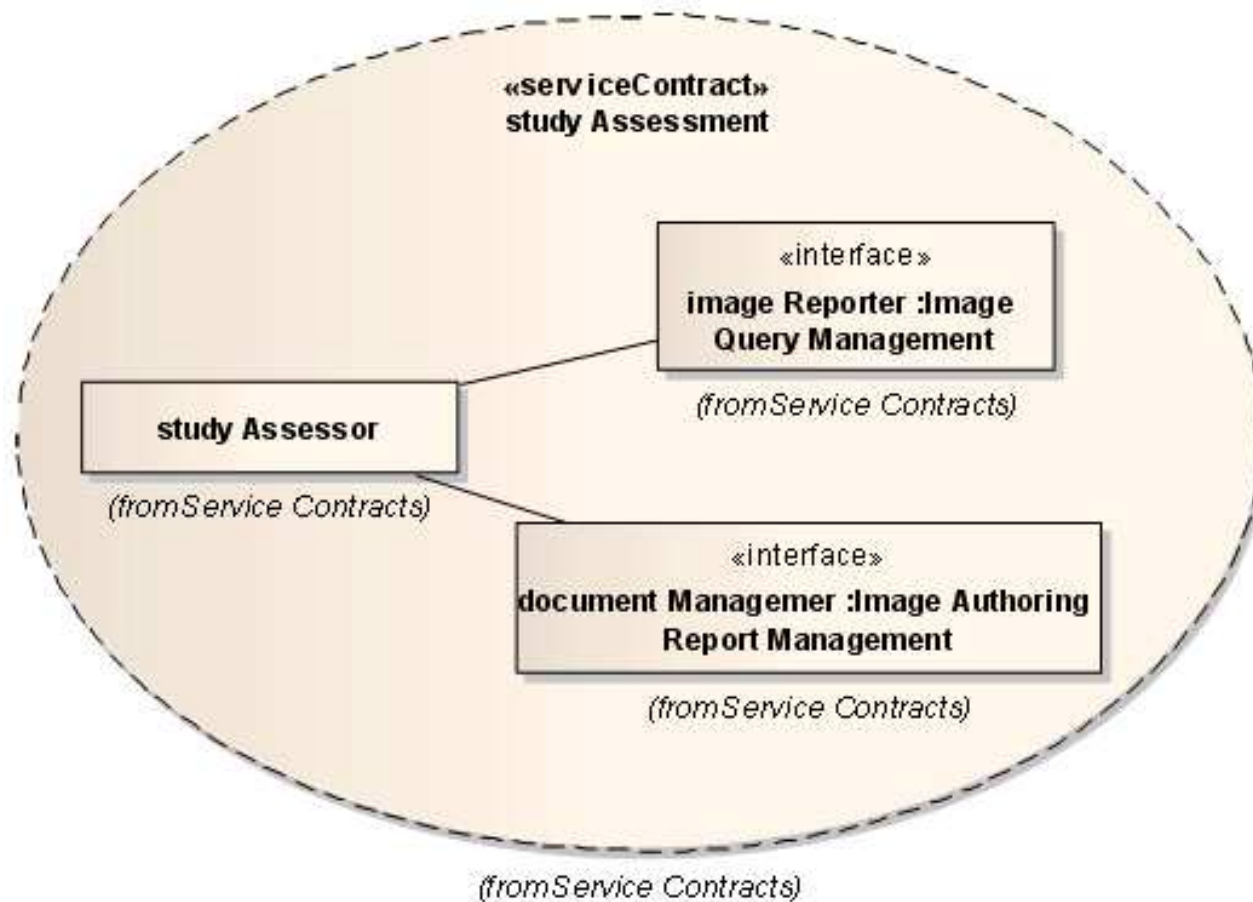 «serviceContract»
study Assessment
«interface»
image Reporter :Image
Query Management
(fromService Contracts)
study Assessor
(fromService Contracts)
«interface»
document Managemer :Image Authoring
Report Management
(fromService Contracts)
(fromService Contracts)